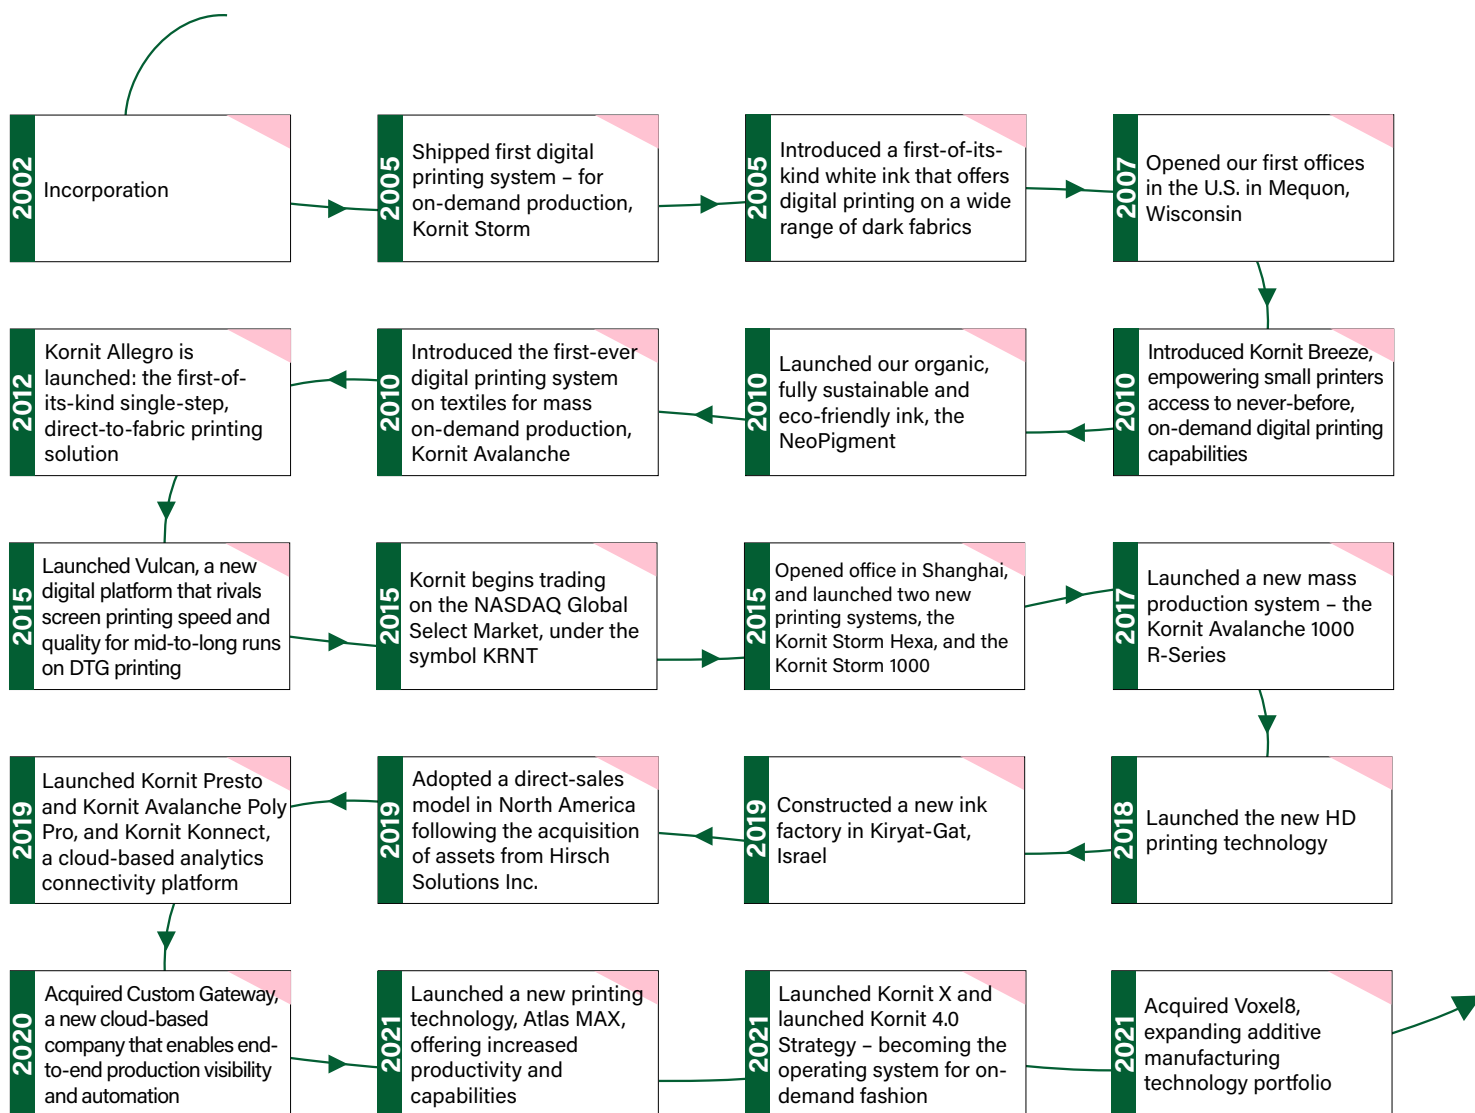 2002
Incorporation
2005
Shipped first digital
printing system – for
on-demand production,
Kornit Storm
2005
Introduced a first-of-its-
kind white ink that offers
digital printing on a wide
range of dark fabrics
2007
Opened our first offices
in the U.S. in Mequon,
Wisconsin
2010
Introduced Kornit Breeze,
empowering small printers
access to never-before,
on-demand digital printing
capabilities
2010
Launched our organic,
fully sustainable and
eco-friendly ink, the
NeoPigment
2010
Introduced the first-ever
digital printing system
on textiles for mass
on-demand production,
Kornit Avalanche
2012
Kornit Allegro is
launched: the first-of-
its-kind single-step,
direct-to-fabric printing
solution
2015
Launched Vulcan, a new
digital platform that rivals
screen printing speed and
quality for mid-to-long runs
on DTG printing
2015
Kornit begins trading
on the NASDAQ Global
Select Market, under the
symbol KRNT
2015
Opened office in Shanghai,
and launched two new
printing systems, the
Kornit Storm Hexa, and the
Kornit Storm 1000
2017
Launched a new mass
production system – the
Kornit Avalanche 1000
R-Series
2018
Launched the new HD
printing technology
2019
Constructed a new ink
factory in Kiryat-Gat,
Israel
2019
Adopted a direct-sales
model in North America
following the acquisition
of assets from Hirsch
Solutions Inc.
2019
Launched Kornit Presto
and Kornit Avalanche Poly
Pro, and Kornit Konnect,
a cloud-based analytics
connectivity platform
2020
Acquired Custom Gateway,
a new cloud-based
company that enables end-
to-end production visibility
and automation
2021
Launched a new printing
technology, Atlas MAX,
offering increased
productivity and
capabilities
2021
Launched Kornit X and
launched Kornit 4.0
Strategy – becoming the
operating system for on-
demand fashion
2021
Acquired Voxel8,
expanding additive
manufacturing
technology portfolio